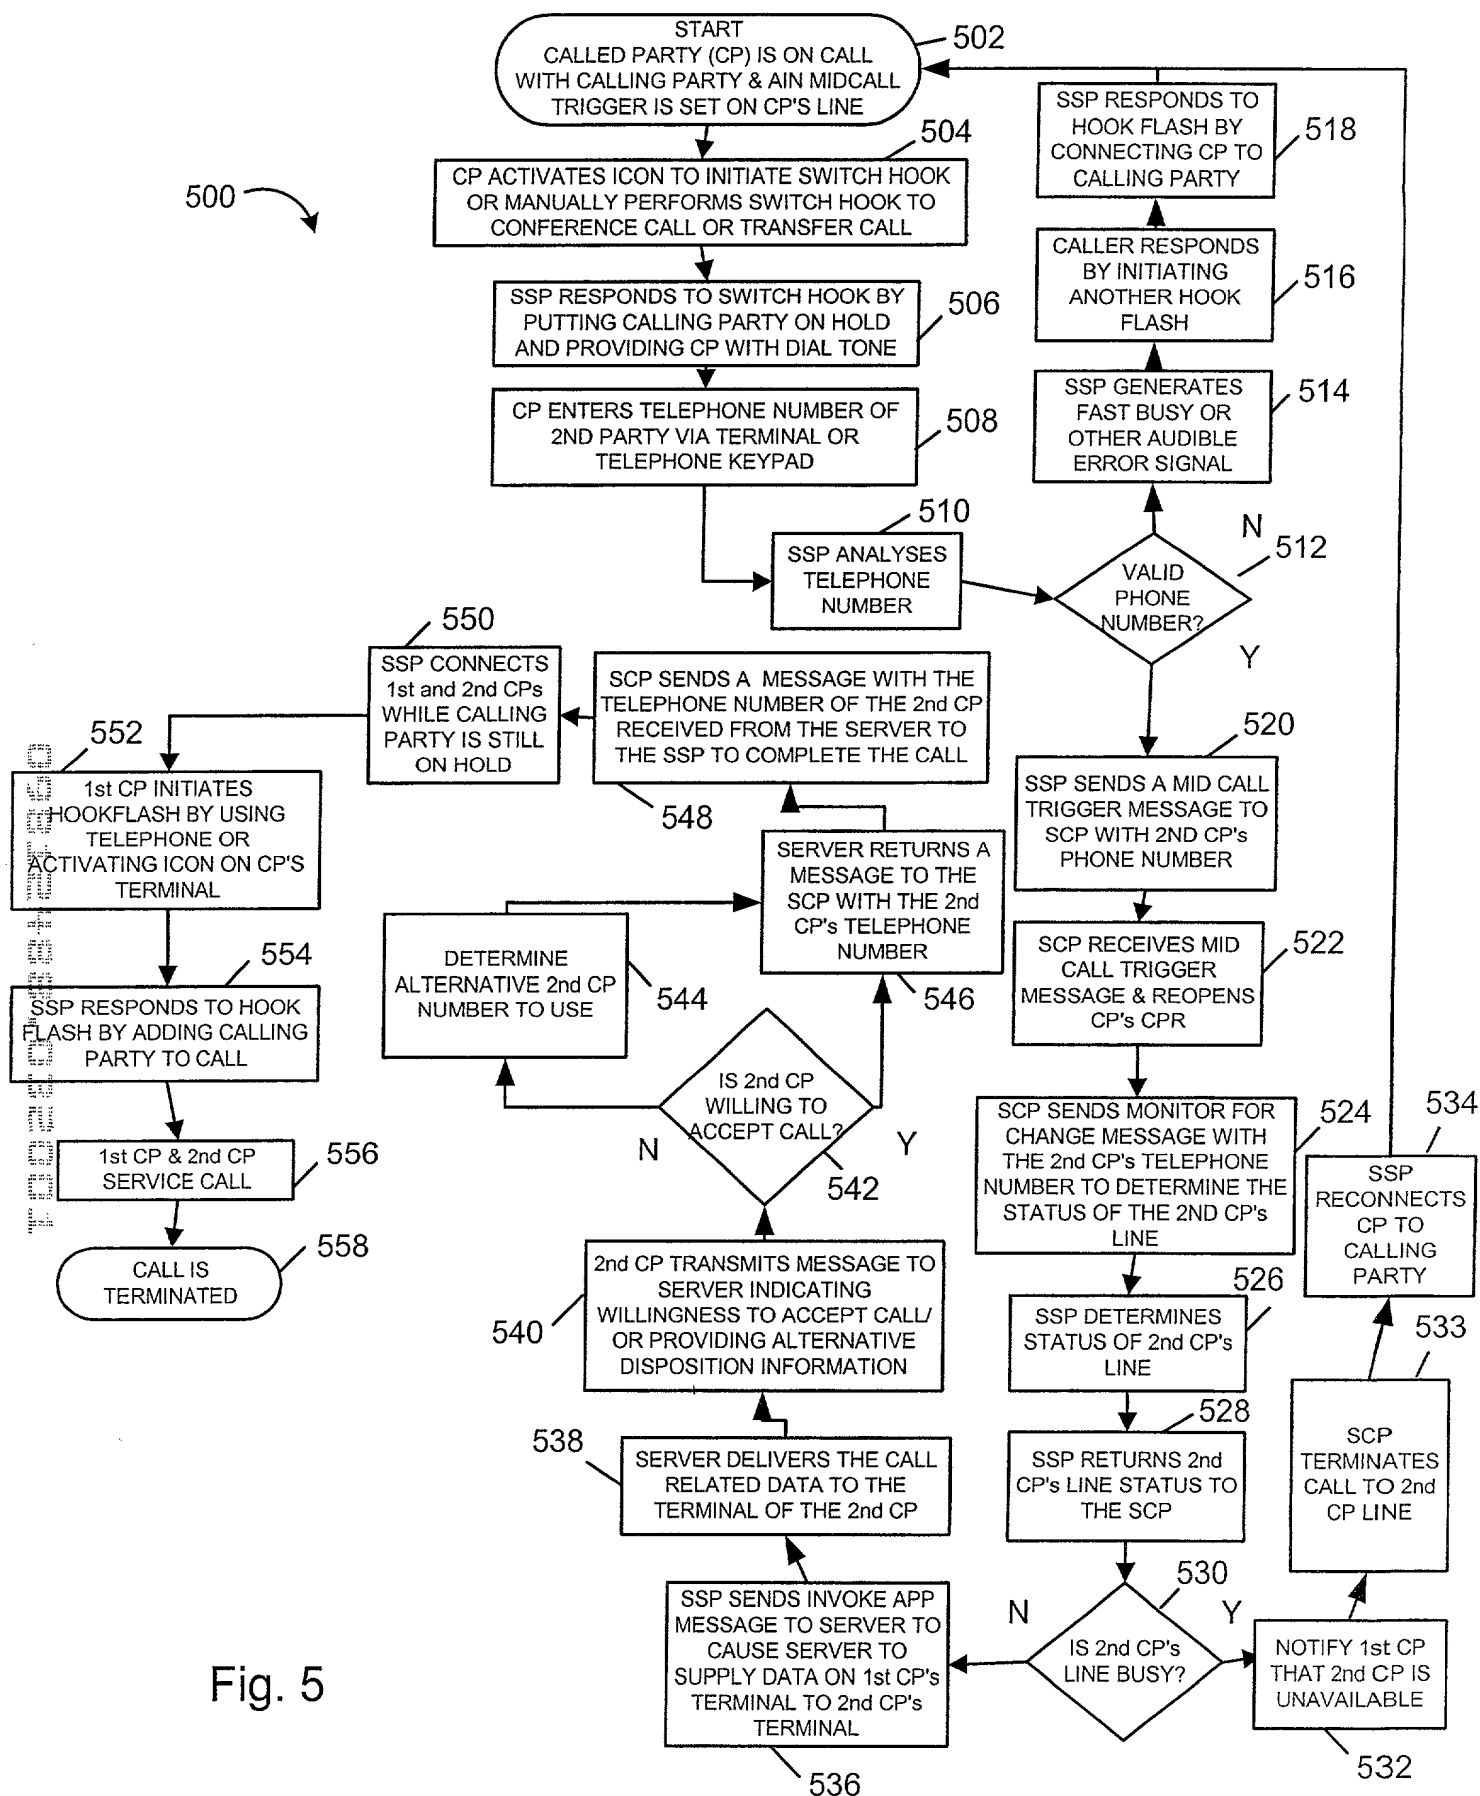 START
CALLED PARTY (CP) IS ON CALL
WITH CALLING PARTY & AIN MIDCALL
TRIGGER IS SET ON CP'S LINE
502
504
CP ACTIVATES ICON TO INITIATE SWITCH HOOK
OR MANUALLY PERFORMS SWITCH HOOK TO
CONFERENCE CALL OR TRANSFER CALL
500
SSP RESPONDS TO SWITCH HOOK BY
PUTTING CALLING PARTY ON HOLD
AND PROVIDING CP WITH DIAL TONE
506
CP ENTERS TELEPHONE NUMBER OF
2ND PARTY VIA TERMINAL OR
TELEPHONE KEYPAD
508
510
SSP ANALYSES
TELEPHONE
NUMBER
VALID
PHONE
NUMBER?
512
N
Y
SSP GENERATES
FAST BUSY OR
OTHER AUDIBLE
ERROR SIGNAL
514
CALLER RESPONDS
BY INITIATING
ANOTHER HOOK
FLASH
516
SSP RESPONDS TO
HOOK FLASH BY
CONNECTING CP TO
CALLING PARTY
518
520
SSP SENDS A MID CALL
TRIGGER MESSAGE TO
SCP WITH 2ND CP's
PHONE NUMBER
SCP RECEIVES MID
CALL TRIGGER
MESSAGE & REOPENS
CP's CPR
522
SCP SENDS MONITOR FOR
CHANGE MESSAGE WITH
THE 2nd CP's TELEPHONE
NUMBER TO DETERMINE THE
STATUS OF THE 2ND CP's
LINE
524
SSP DETERMINES
STATUS OF 2nd CP's
LINE
526
528
SSP RETURNS 2nd
CP's LINE STATUS TO
THE SCP
530
IS 2nd CP's
LINE BUSY?
N
Y
NOTIFY 1st CP
THAT 2nd CP IS
UNAVAILABLE
532
SCP
TERMINATES
CALL TO 2nd
CP LINE
533
SSP
RECONNECTS
CP TO
CALLING
PARTY
534
SSP SENDS INVOKE APP
MESSAGE TO SERVER TO
CAUSE SERVER TO
SUPPLY DATA ON 1st CP's
TERMINAL TO 2nd CP's
TERMINAL
536
538
SERVER DELIVERS THE CALL
RELATED DATA TO THE
TERMINAL OF THE 2nd CP
2nd CP TRANSMITS MESSAGE TO
SERVER INDICATING
WILLINGNESS TO ACCEPT CALL/
OR PROVIDING ALTERNATIVE
DISPOSITION INFORMATION
540
IS 2nd CP
WILLING TO
ACCEPT CALL?
542
N
Y
DETERMINE
ALTERNATIVE 2nd CP
NUMBER TO USE
544
SERVER RETURNS A
MESSAGE TO THE
SCP WITH THE 2nd
CP's TELEPHONE
NUMBER
546
SCP SENDS A MESSAGE WITH THE
TELEPHONE NUMBER OF THE 2nd CP
RECEIVED FROM THE SERVER TO
THE SSP TO COMPLETE THE CALL
548
550
SSP CONNECTS
1st and 2nd CPs
WHILE CALLING
PARTY IS STILL
ON HOLD
552
1st CP INITIATES
HOOKFLASH BY USING
TELEPHONE OR
ACTIVATING ICON ON CP'S
TERMINAL
554
SSP RESPONDS TO HOOK
FLASH BY ADDING CALLING
PARTY TO CALL
1st CP & 2nd CP
SERVICE CALL
556
CALL IS
TERMINATED
558
Fig. 5